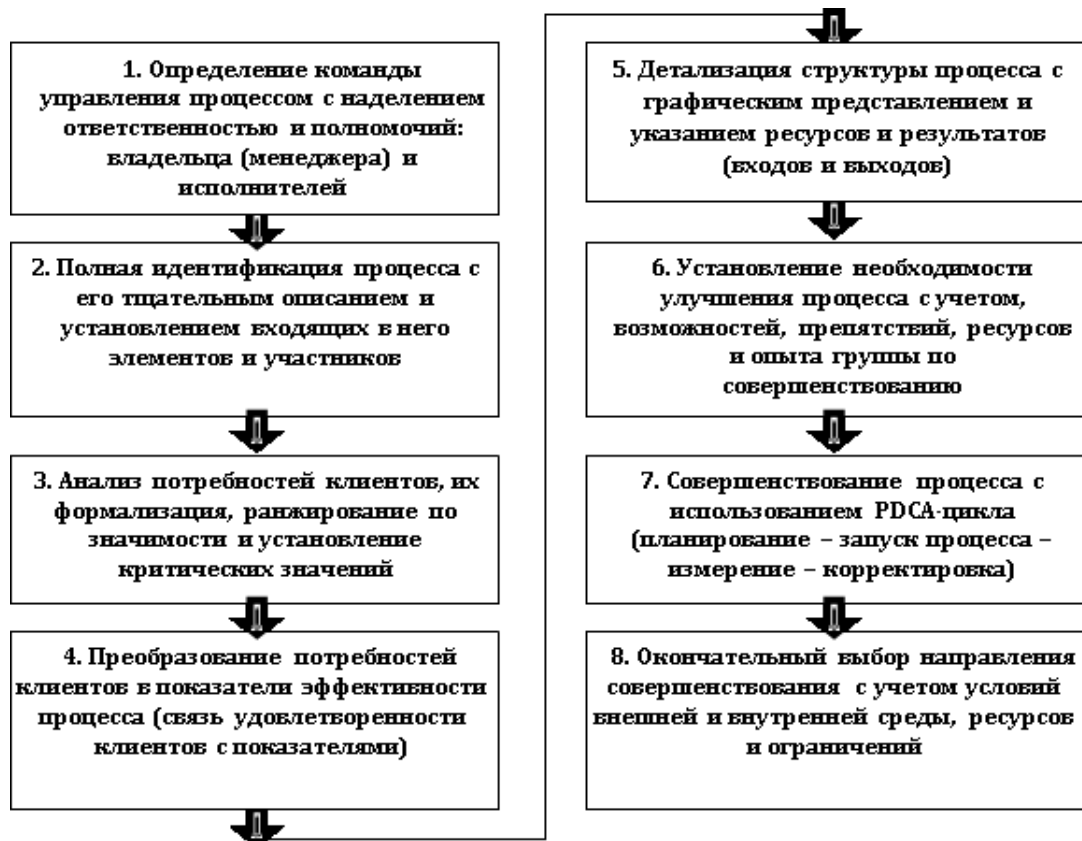 1. Определение команды
управления процессом с наделением
ответственностью и полномочий:
владельца (менеджера) и
исполнителей
2. Полная идентификация процесса с
его тщательным описанием и
установлением входящих в него
элементов и участников
3. Анализ потребностей клиентов, их
формализация, ранжирование по
значимости и установление
критических значений
4. Преобразование потребностей
клиентов в показатели эффективности
процесса (связь удовлетворенности
клиентов с показателями)
5. Детализация структуры процесса с
графическим представлением и
указанием ресурсов и результатов
(входов и выходов)
6. Установление необходимости
улучшения процесса с учетом,
возможностей, препятствий, ресурсов
и опыта группы по
совершенствованию
7. Совершенствование процесса с
использованием PDCA-цикла
(планирование – запуск процесса –
измерение – корректировка)
8. Окончательный выбор направления
совершенствования с учетом условий
внешней и внутренней среды, ресурсов
и ограничений